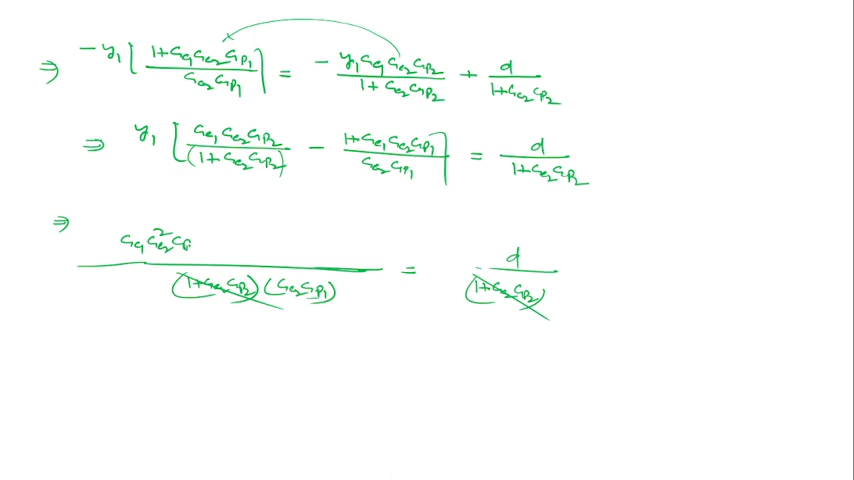 ⇒ -y₁ [ (1+Gc₁Gc₂Gp₁) / (Gc₂Gp₁) ] = - (y₁Gc₁Gc₂Gp₂) / (1+Gc₂Gp₂) + d / (1+Gc₂Gp₂)
⇒ y₁ [ (Gc₁Gc₂Gp₂) / (1+Gc₂Gp₂) - (1+Gc₁Gc₂Gp₁) / (Gc₂Gp₁) ] = d / (1+Gc₂Gp₂)
⇒ Gc₁Gc₂²Gp / (1+Gc₂Gp₂)(Gc₂Gp₁) = d / (1+Gc₂Gp₂)